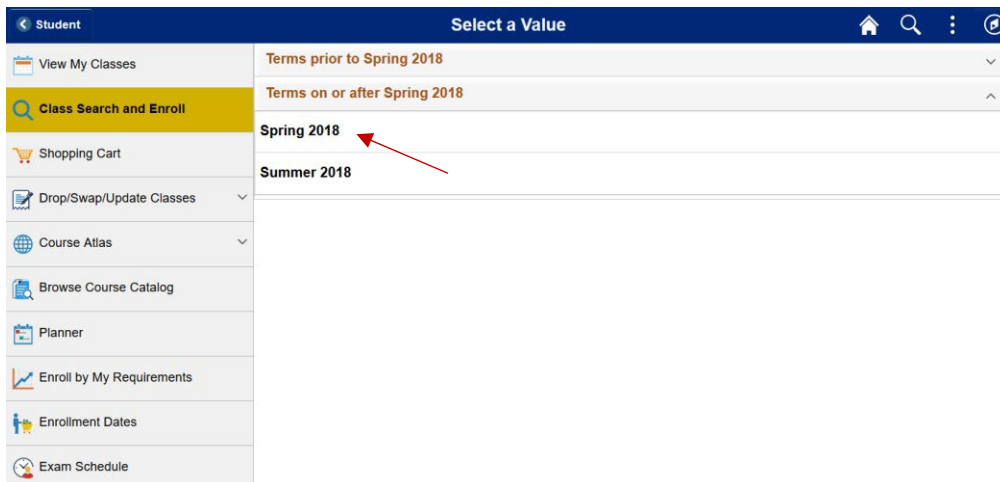 Student
Select a Value
View My Classes
Class Search and Enroll
Shopping Cart
Drop/Swap/Update Classes
Course Atlas
Browse Course Catalog
Planner
Enroll by My Requirements
Enrollment Dates
Exam Schedule
Terms prior to Spring 2018
Terms on or after Spring 2018
Spring 2018
Summer 2018